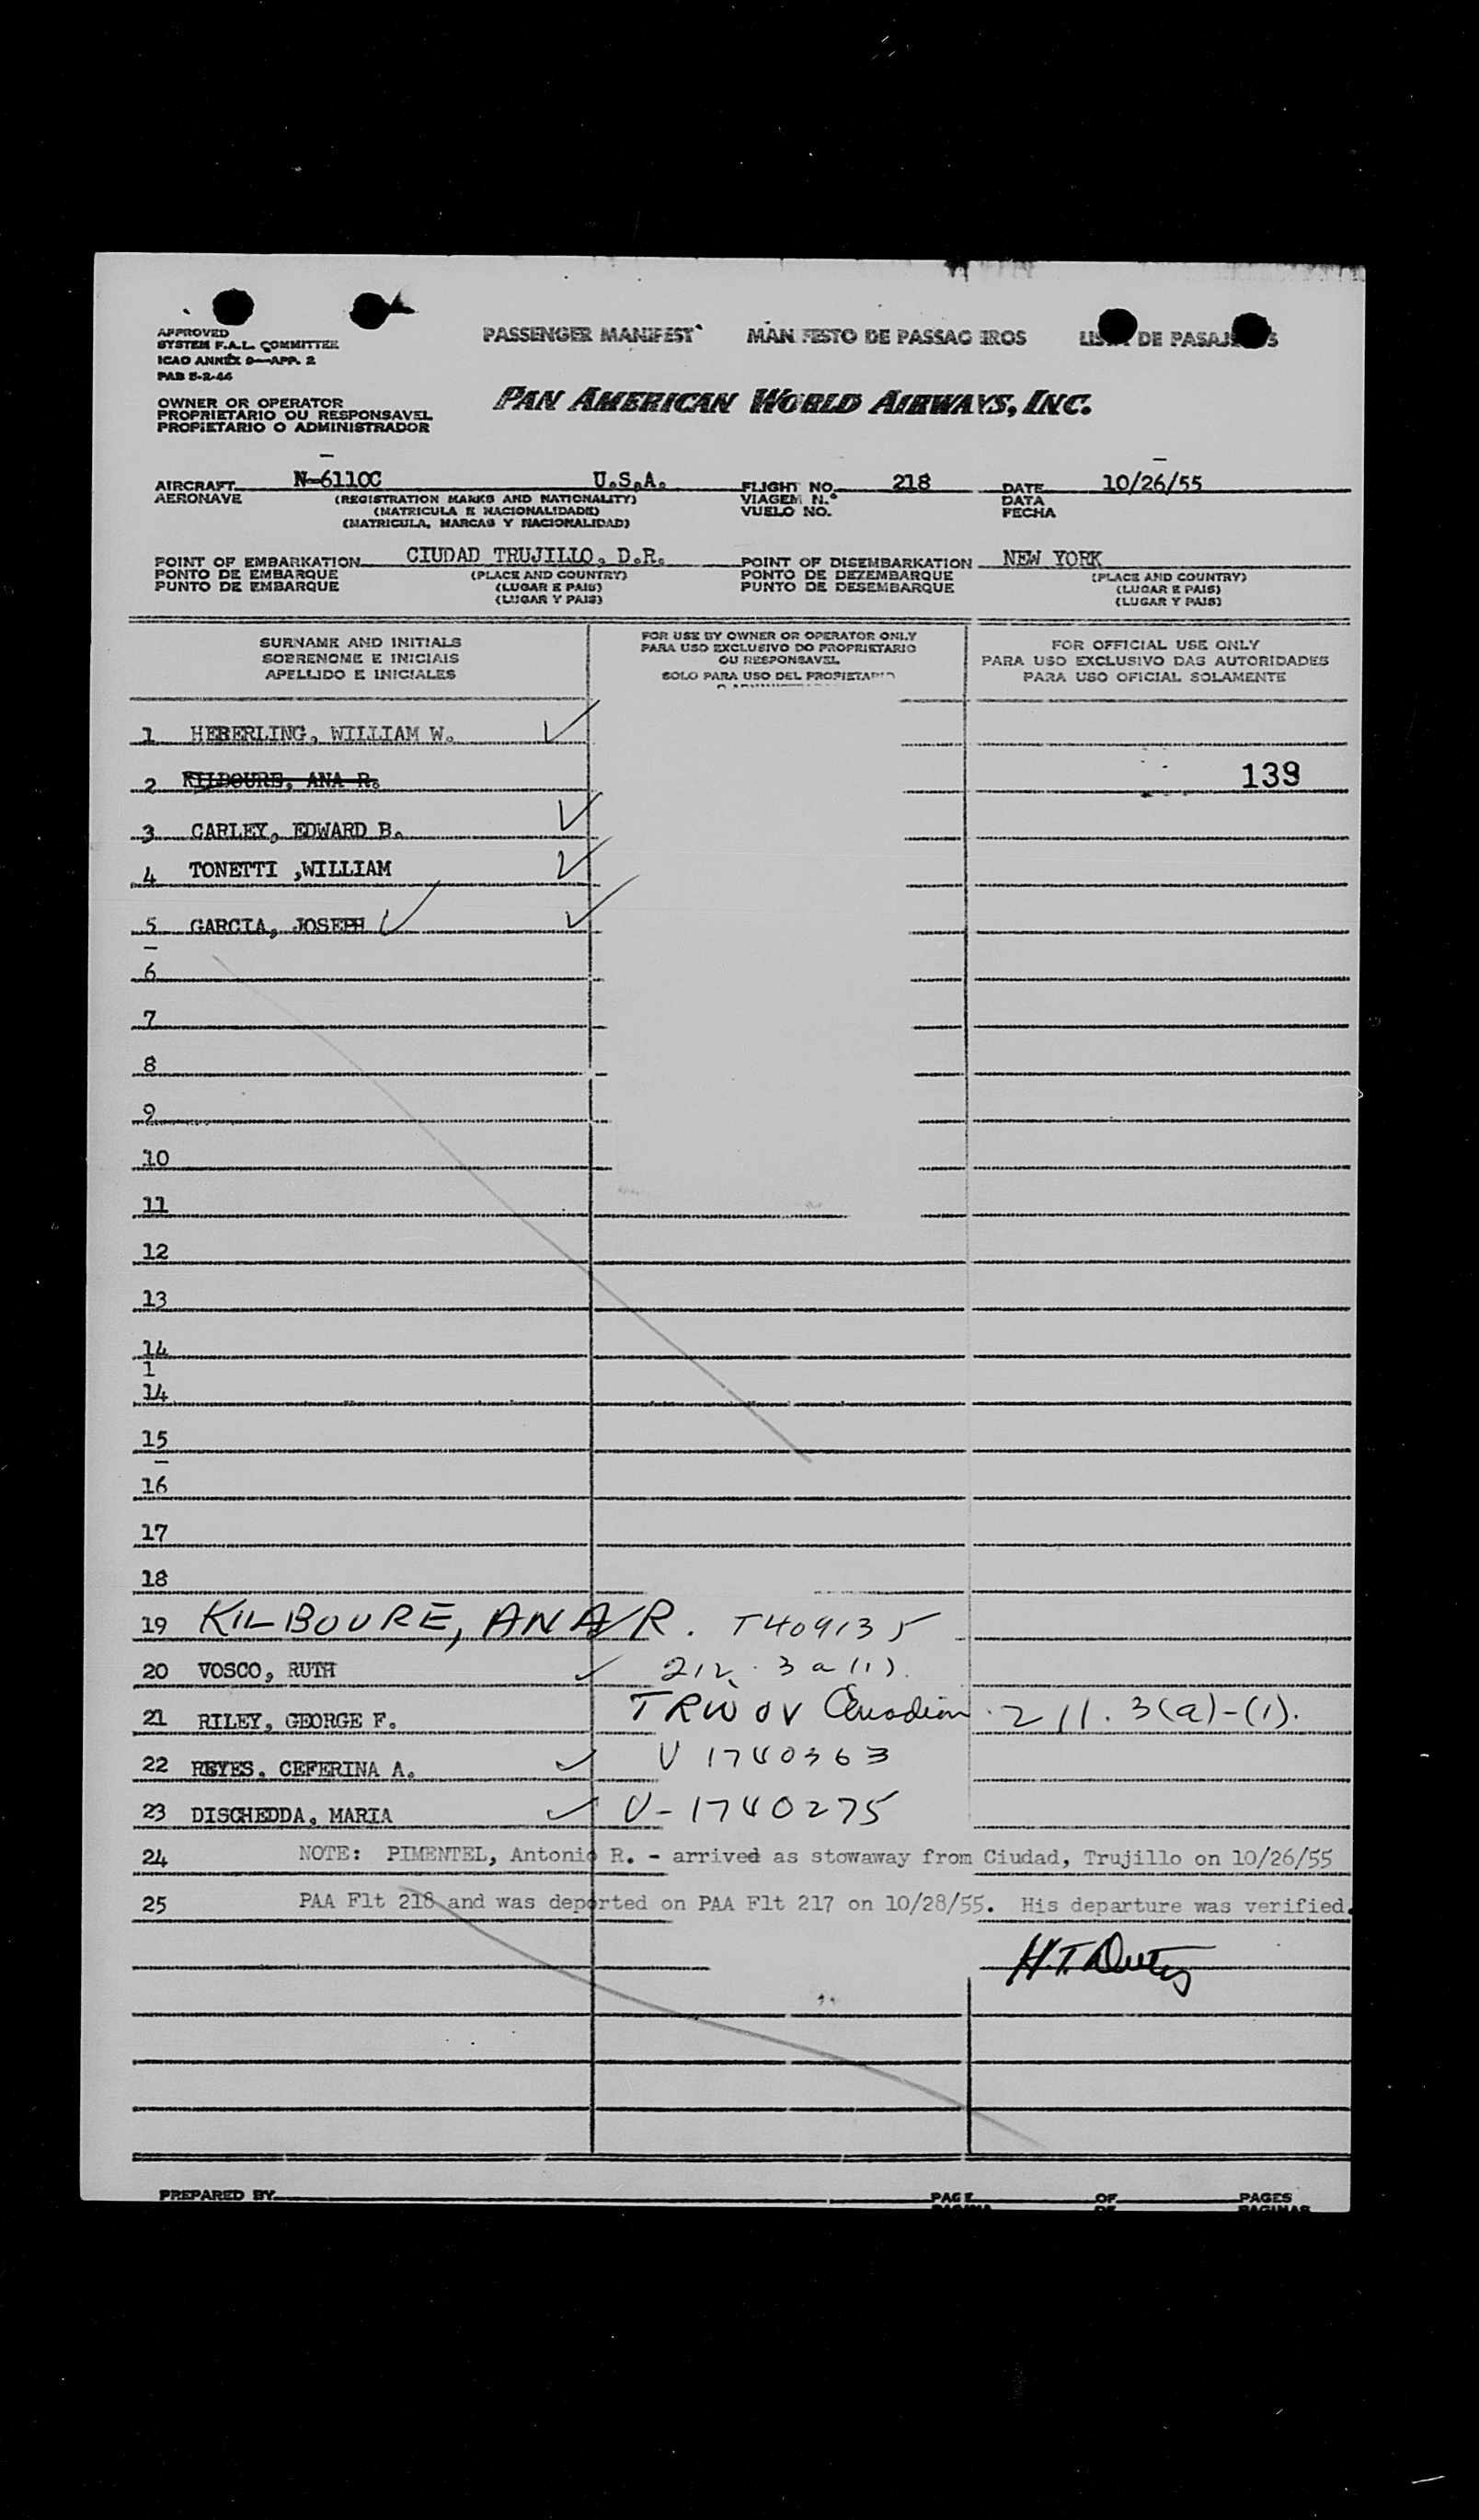 APPROVED
SYSTEM F.A.L. COMMITTEE
ICAO ANNEX 9—APP. 2
PAB 5-2-46
PASSENGER MANIFEST MAN FESTO DE PASSAG IROS LIS DE PASAJ S
OWNER OR OPERATOR
PROPRIETARIO OU RESPONSAVEL
PROPIETARIO O ADMINISTRADOR
PAN AMERICAN WORLD AIRWAYS, INC.
AIRCRAFT N-6110C U.S.A. FLIGHT NO. 218 DATE 10/26/55
AERONAVE (REGISTRATION MARKS AND NATIONALITY) VIAGEM N.° DATA
(MATRICULA E NACIONALIDADE) VUELO NO. FECHA
(MATRICULA, MARCAS Y NACIONALIDAD)
POINT OF EMBARKATION CIUDAD TRUJILLO, D.R. POINT OF DISEMBARKATION NEW YORK
PONTO DE EMBARQUE (PLACE AND COUNTRY) PONTO DE DEZEMBARQUE (PLACE AND COUNTRY)
PUNTO DE EMBARQUE (LUGAR E PAIS) PUNTO DE DESEMBARQUE (LUGAR E PAIS)
(LUGAR Y PAIS) (LUGAR Y PAIS)
SURNAME AND INITIALS
SOBRENOME E INICIAIS
APELLIDO E INICIALES
FOR USE BY OWNER OR OPERATOR ONLY
PARA USO EXCLUSIVO DO PROPRIETARIO
OU RESPONSAVEL
SOLO PARA USO DEL PROPIETARIO
FOR OFFICIAL USE ONLY
PARA USO EXCLUSIVO DAS AUTORIDADES
PARA USO OFICIAL SOLAMENTE
1 HEBERLING, WILLIAM W.
2 KILBOURE, ANA R. 139
3 CARLEY, EDWARD B.
4 TONETTI ,WILLIAM
5 GARCIA, JOSEPH
6
7
8
9
10
11
12
13
14
1
14
15
16
17
18
19 KILBOURE, ANA R. T409135
20 VOSCO, RUTH 212. 3a(1).
21 RILEY, GEORGE F. TRWOV Canadian. 211. 3(a)-(1).
22 REYES, CEFERINA A. V 1740363
23 DISCHEDDA, MARIA V-1740275
24 NOTE: PIMENTEL, Antonio R. - arrived as stowaway from Ciudad, Trujillo on 10/26/55
25 PAA Flt 218 and was deported on PAA Flt 217 on 10/28/55. His departure was verified.
PREPARED BY PAGE OF PAGES